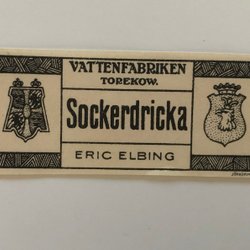 VATTENFABRIKEN
TOREKOW.
Sockerdricka
ERIC ELBING